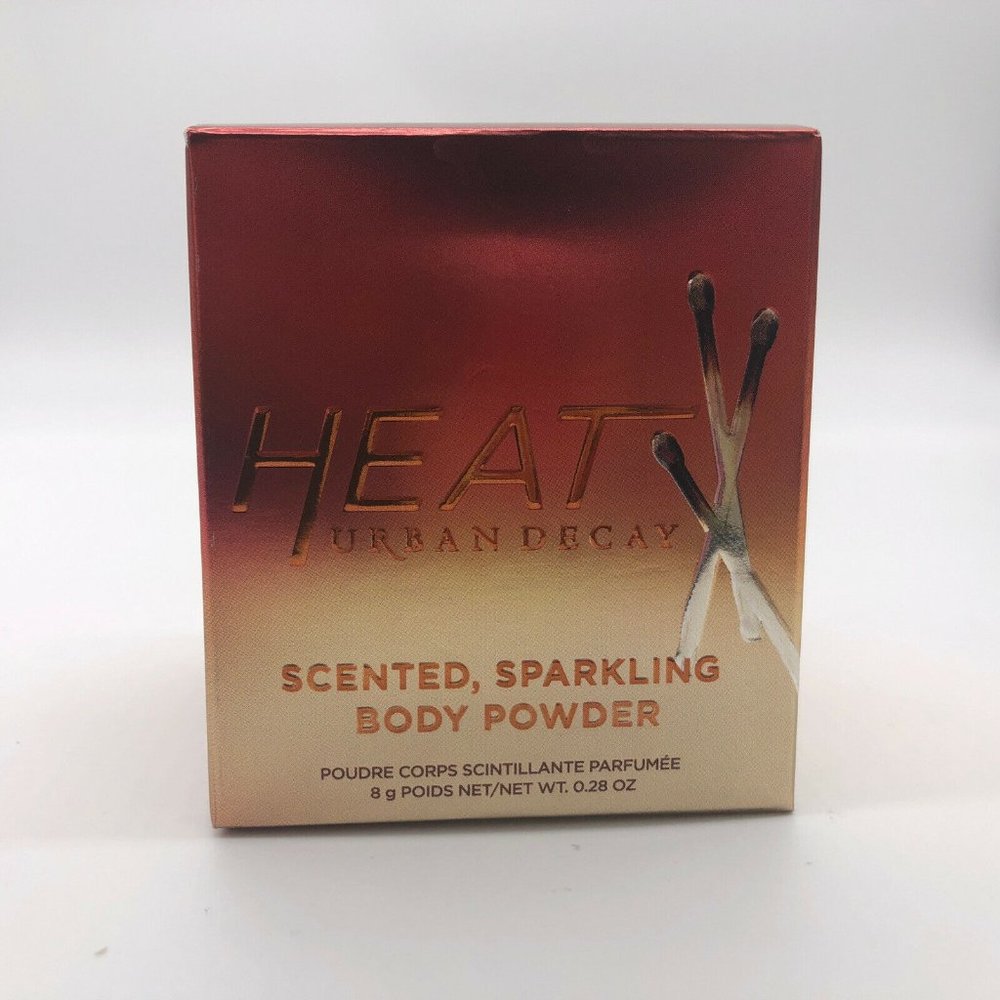 HEAT
URBAN DECAY
SCENTED, SPARKLING
BODY POWDER
POUDRE CORPS SCINTILLANTE PARFUMÉE
8 g POIDS NET/NET WT. 0.28 OZ